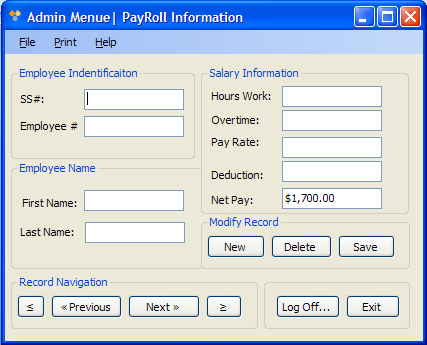 Admin Menue| PayRoll Information
File Print Help
Employee Indentificaiton
SS#:
Employee #
Employee Name
First Name:
Last Name:
Salary Information
Hours Work:
Overtime:
Pay Rate:
Deduction:
Net Pay: $1,700.00
Modify Record
New Delete Save
Record Navigation
≤ « Previous Next » ≥
Log Off... Exit